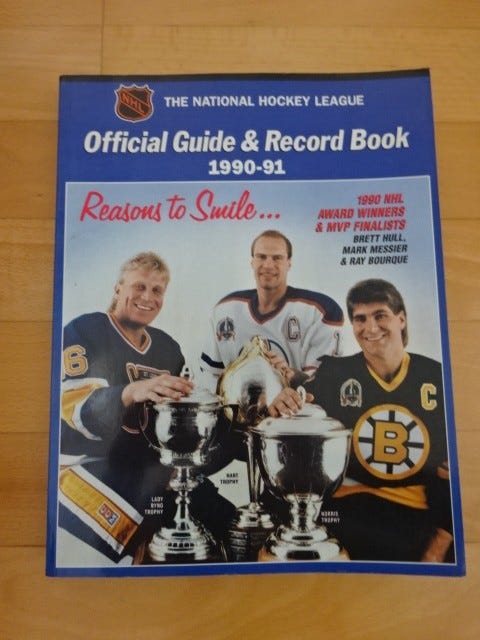 NHL
THE NATIONAL HOCKEY LEAGUE
Official Guide & Record Book
1990-91
Reasons to Smile...
1990 NHL
AWARD WINNERS
& MVP FINALISTS
BRETT HULL,
MARK MESSIER
& RAY BOURQUE
6
C
C
B
LADY
BYNG
TROPHY
HART
TROPHY
NORRIS
TROPHY